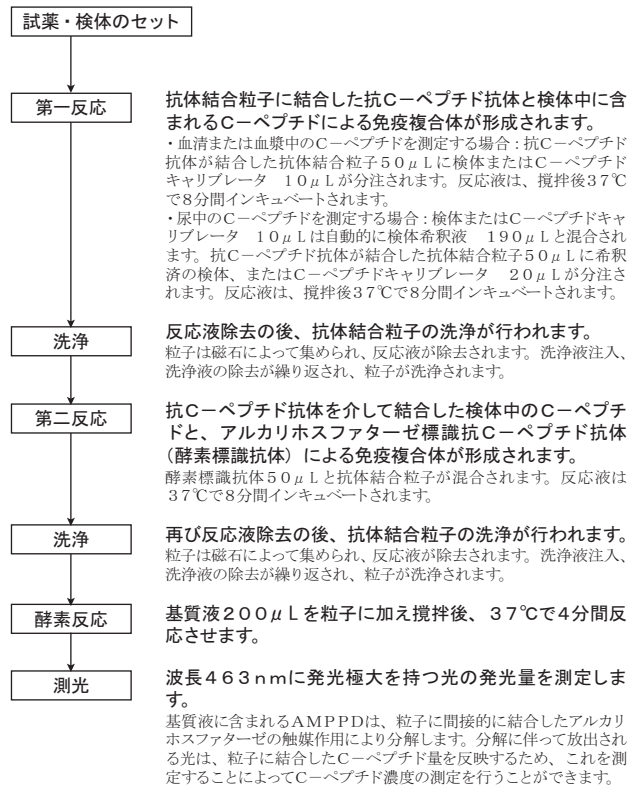 試薬・検体のセット
第一反応
抗体結合粒子に結合した抗C－ペプチド抗体と検体中に含
まれるC－ペプチドによる免疫複合体が形成されます。
・血清または血漿中のC－ペプチドを測定する場合：抗C－ペプチド
抗体が結合した抗体結合粒子５０μＬに検体またはC－ペプチド
キャリブレータ　１０μＬが分注されます。反応液は、撹拌後３７℃
で８分間インキュベートされます。
・尿中のC－ペプチドを測定する場合：検体またはC－ペプチドキャ
リブレータ　１０μＬは自動的に検体希釈液　１９０μＬと混合され
ます。抗C－ペプチド抗体が結合した抗体結合粒子５０μＬに希釈
済の検体、またはC－ペプチドキャリブレータ　２０μＬが分注さ
れます。反応液は、撹拌後３７℃で８分間インキュベートされます。
洗浄
反応液除去の後、抗体結合粒子の洗浄が行われます。
粒子は磁石によって集められ、反応液が除去されます。洗浄液注入、
洗浄液の除去が繰り返され、粒子が洗浄されます。
第二反応
抗C－ペプチド抗体を介して結合した検体中のC－ペプチ
ドと、アルカリホスファターゼ標識抗C－ペプチド抗体
（酵素標識抗体）による免疫複合体が形成されます。
酵素標識抗体５０μＬと抗体結合粒子が混合されます。反応液は
３７℃で８分間インキュベートされます。
洗浄
再び反応液除去の後、抗体結合粒子の洗浄が行われます。
粒子は磁石によって集められ、反応液が除去されます。洗浄液注入、
洗浄液の除去が繰り返され、粒子が洗浄されます。
酵素反応
基質液２００μＬを粒子に加え撹拌後、３７℃で４分間反
応させます。
測光
波長４６３ｎｍに発光極大を持つ光の発光量を測定しま
す。
基質液に含まれるAMPPDは、粒子に間接的に結合したアルカリ
ホスファターゼの触媒作用により分解します。分解に伴って放出され
る光は、粒子に結合したC－ペプチド量を反映するため、これを測
定することによってC－ペプチド濃度の測定を行うことができます。